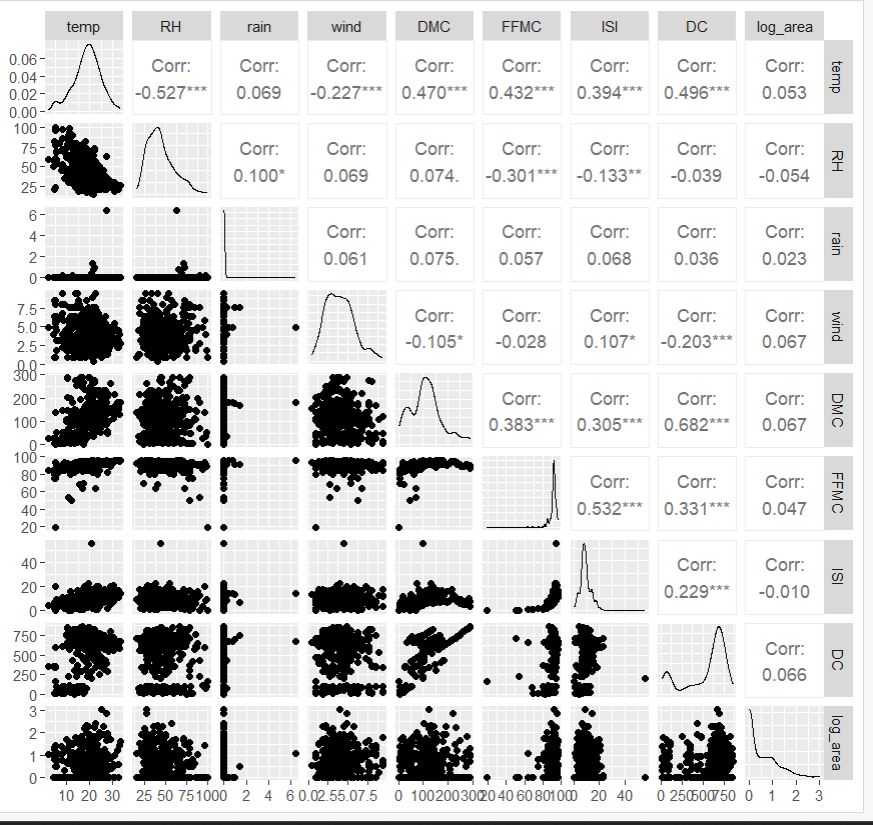 temp RH rain wind DMC FFMC ISI DC log_area
0.06
0.04
0.02
0.00
Corr: Corr: Corr: Corr: Corr: Corr: Corr: Corr:
-0.527*** 0.069 -0.227*** 0.470*** 0.432*** 0.394*** 0.496*** 0.053
temp
100
75
50
25
Corr: Corr: Corr: Corr: Corr: Corr: Corr:
0.100* 0.069 0.074. -0.301*** -0.133** -0.039 -0.054
RH
6
4
2
0
Corr: Corr: Corr: Corr: Corr: Corr:
0.061 0.075. 0.057 0.068 0.036 0.023
rain
7.5
5.0
2.5
0.0
Corr: Corr: Corr: Corr: Corr:
-0.105* -0.028 0.107* -0.203*** 0.067
wind
300
200
100
0
Corr: Corr: Corr: Corr:
0.383*** 0.305*** 0.682*** 0.067
DMC
100
80
60
40
20
Corr: Corr: Corr:
0.532*** 0.331*** 0.047
FFMC
40
20
0
Corr: Corr:
0.229*** -0.010
ISI
750
500
250
0
Corr:
0.066
DC
3
2
1
0
log_area
10 20 30 25 50 75 100 0 2 4 6 0.0 2.5 5.0 7.5 0 100 200 300 20 40 60 80 100 0 20 40 0 250 500 750 0 1 2 3